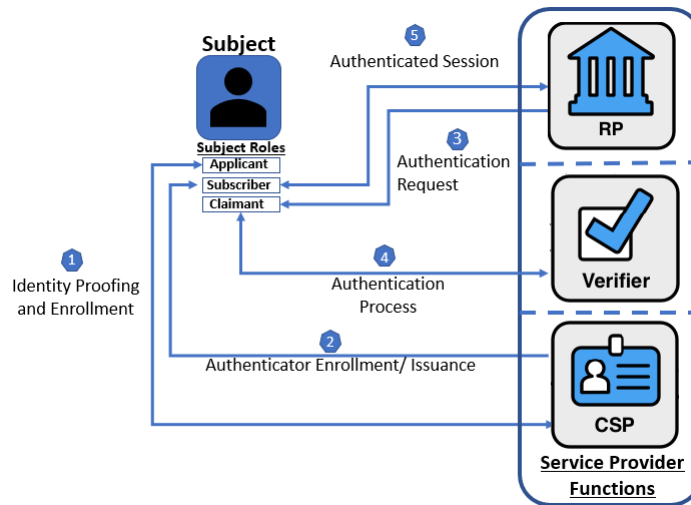 Subject
Subject Roles
Applicant
Subscriber
Claimant
5
Authenticated Session
3
Authentication
Request
4
Authentication
Process
1
Identity Proofing
and Enrollment
2
Authenticator Enrollment/ Issuance
RP
Verifier
CSP
Service Provider
Functions